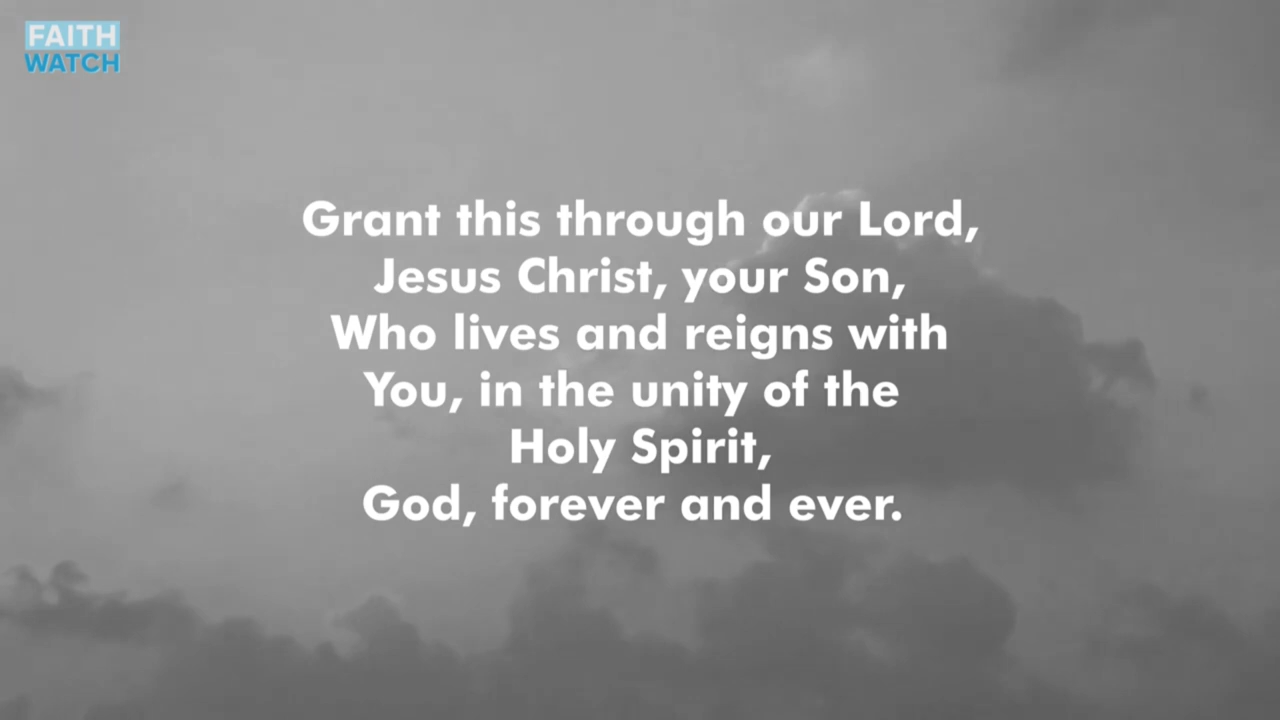 FAITH
WATCH
Grant this through our Lord,
Jesus Christ, your Son,
Who lives and reigns with
You, in the unity of the
Holy Spirit,
God, forever and ever.